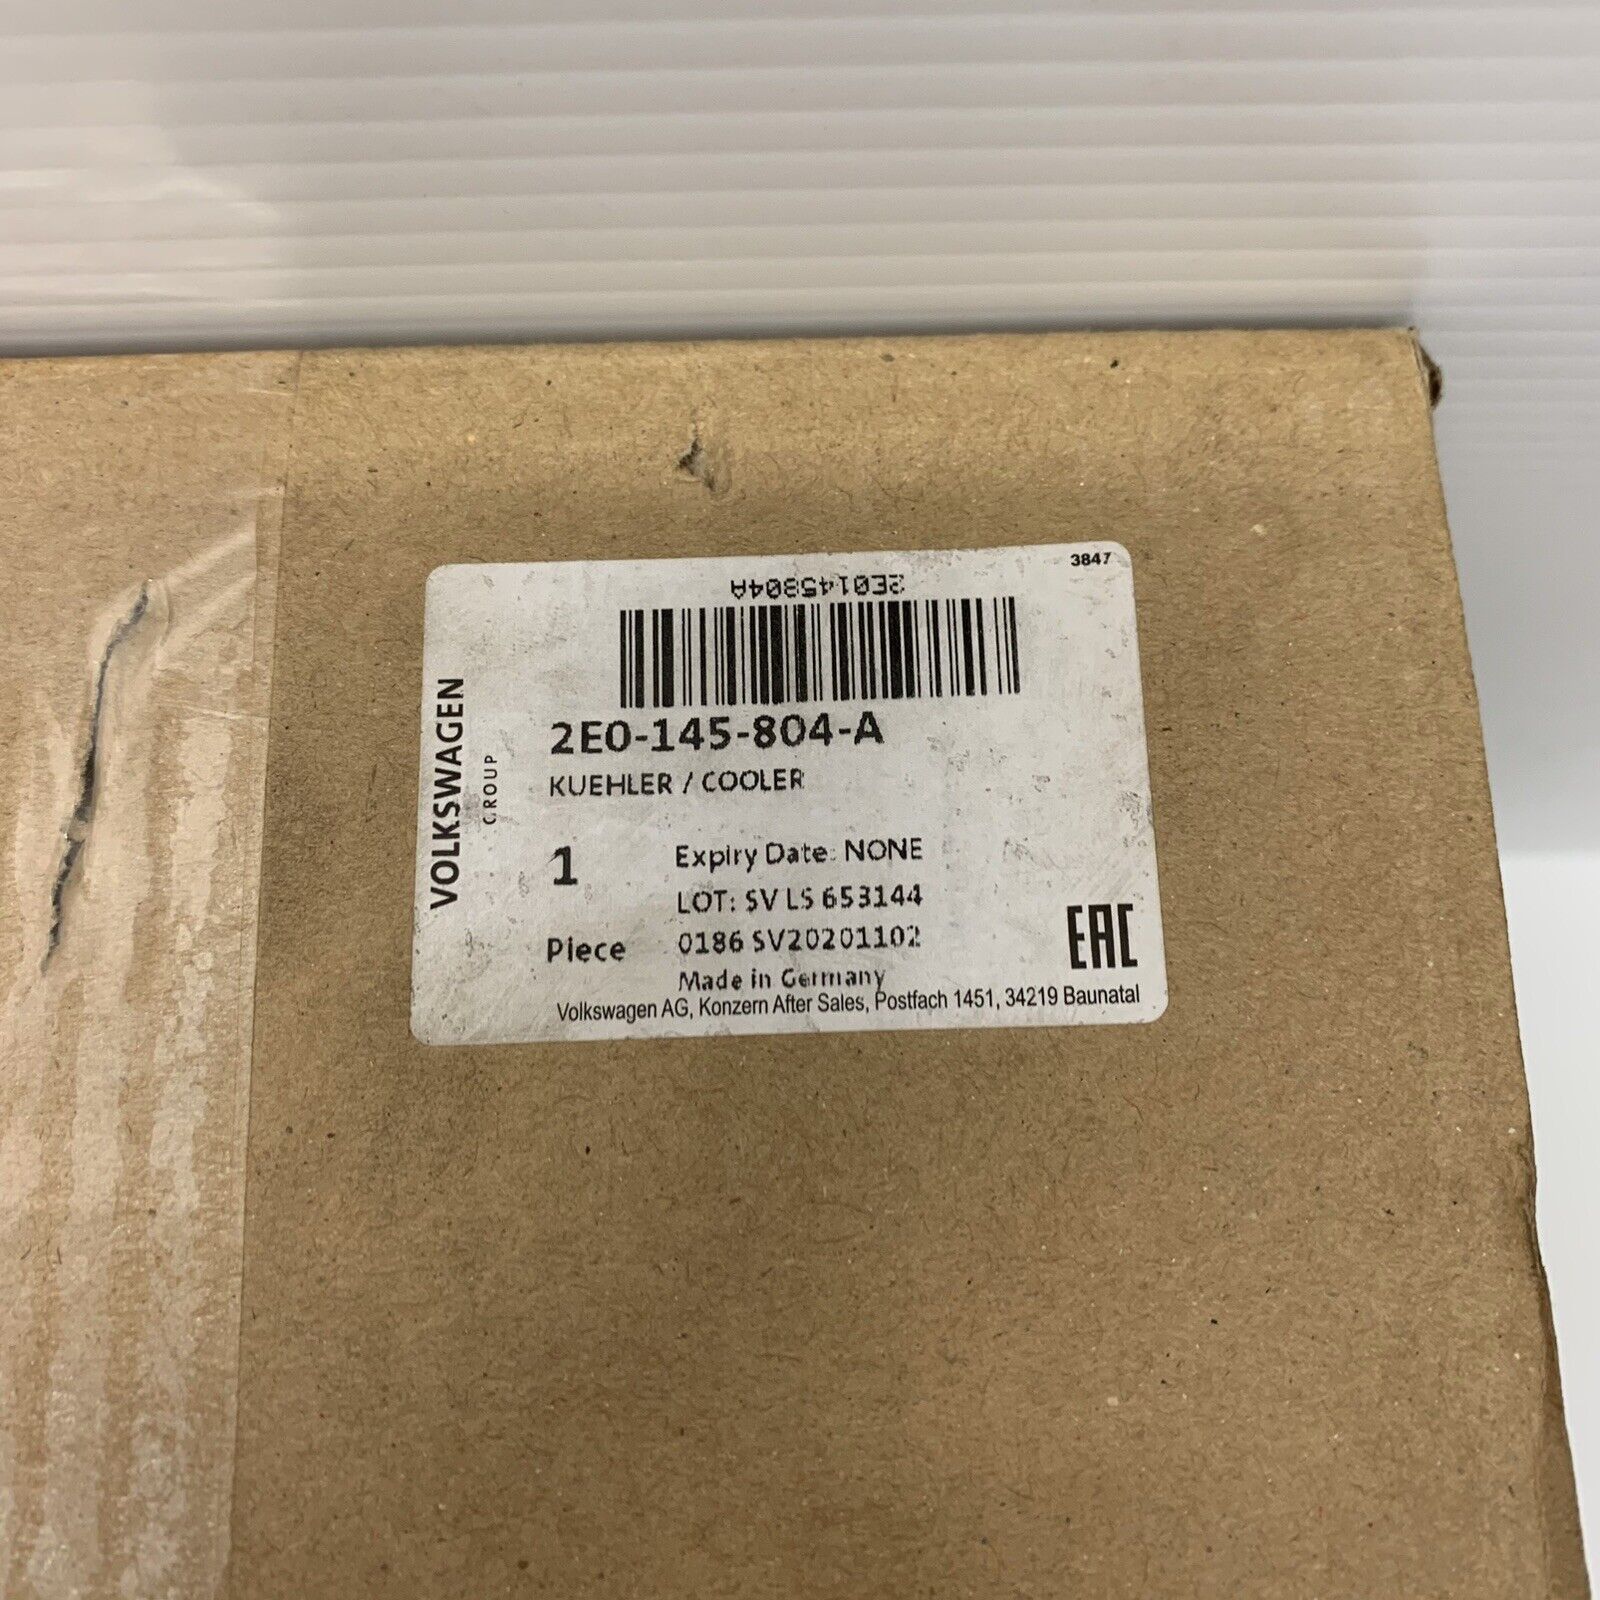 3847
2E0145804A
VOLKSWAGEN
GROUP
2E0-145-804-A
KUEHLER / COOLER
1
Expiry Date: NONE
LOT: SV LS 653144
Piece
0186 SV20201102
EAC
Made in Germany
Volkswagen AG, Konzern After Sales, Postfach 1451, 34219 Baunatal